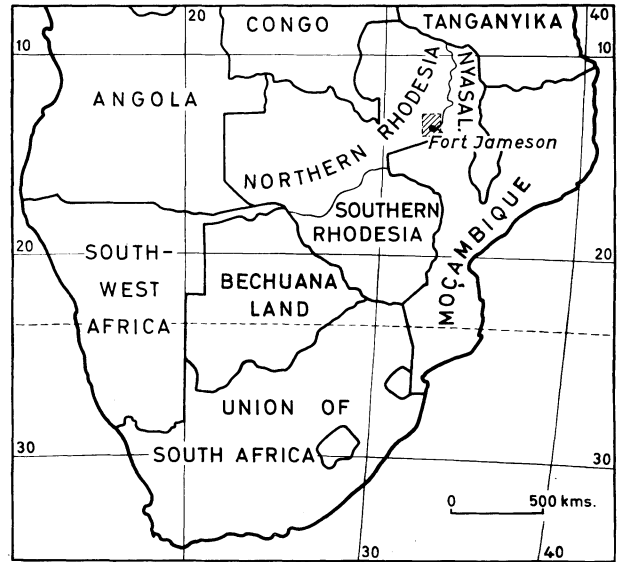 20
40
CONGO
TANGANYIKA
10
10
ANGOLA
NORTHERN RHODESIA
NYASAL.
Fort Jameson
SOUTHERN
RHODESIA
MOÇAMBIQUE
20
20
SOUTH-
WEST
AFRICA
BECHUANA
LAND
UNION OF
SOUTH AFRICA
30
30
0 500 kms.
30
40